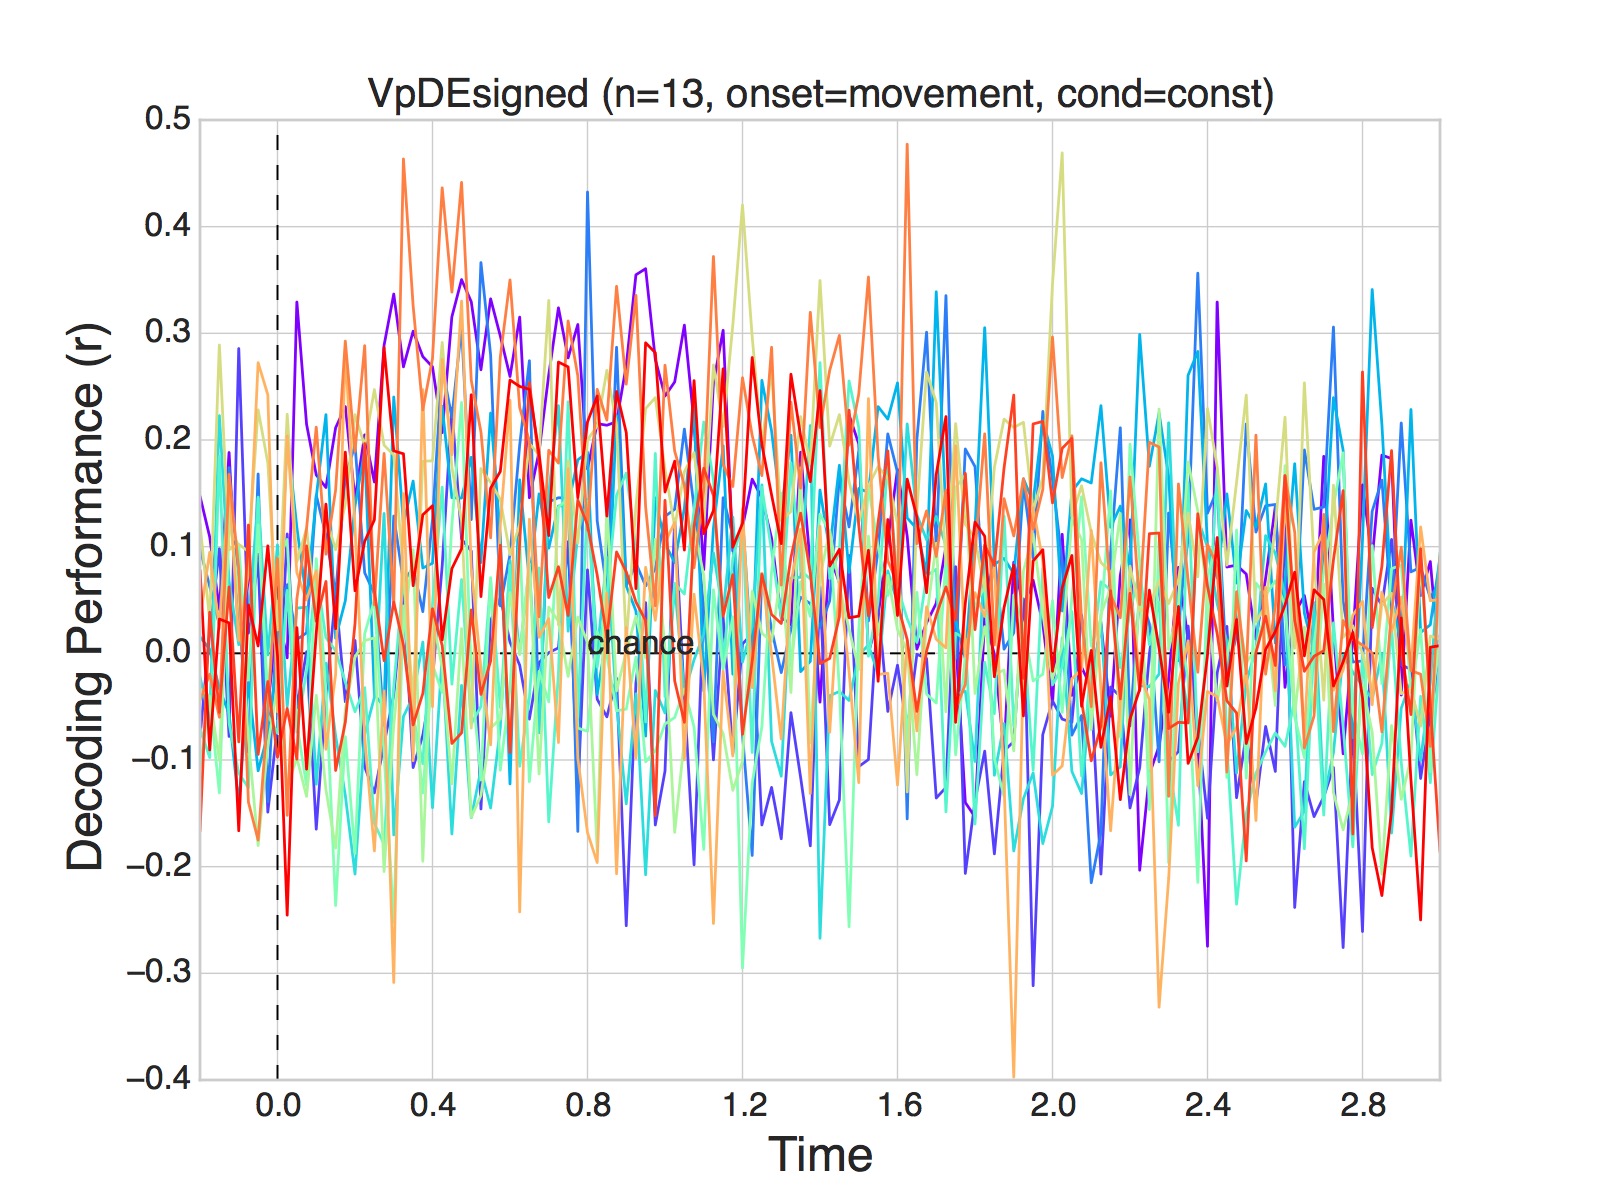 VpDEsigned (n=13, onset=movement, cond=const)
0.5
0.4
0.3
0.2
0.1
0.0
−0.1
−0.2
−0.3
−0.4
Decoding Performance (r)
chance
0.0 0.4 0.8 1.2 1.6 2.0 2.4 2.8
Time